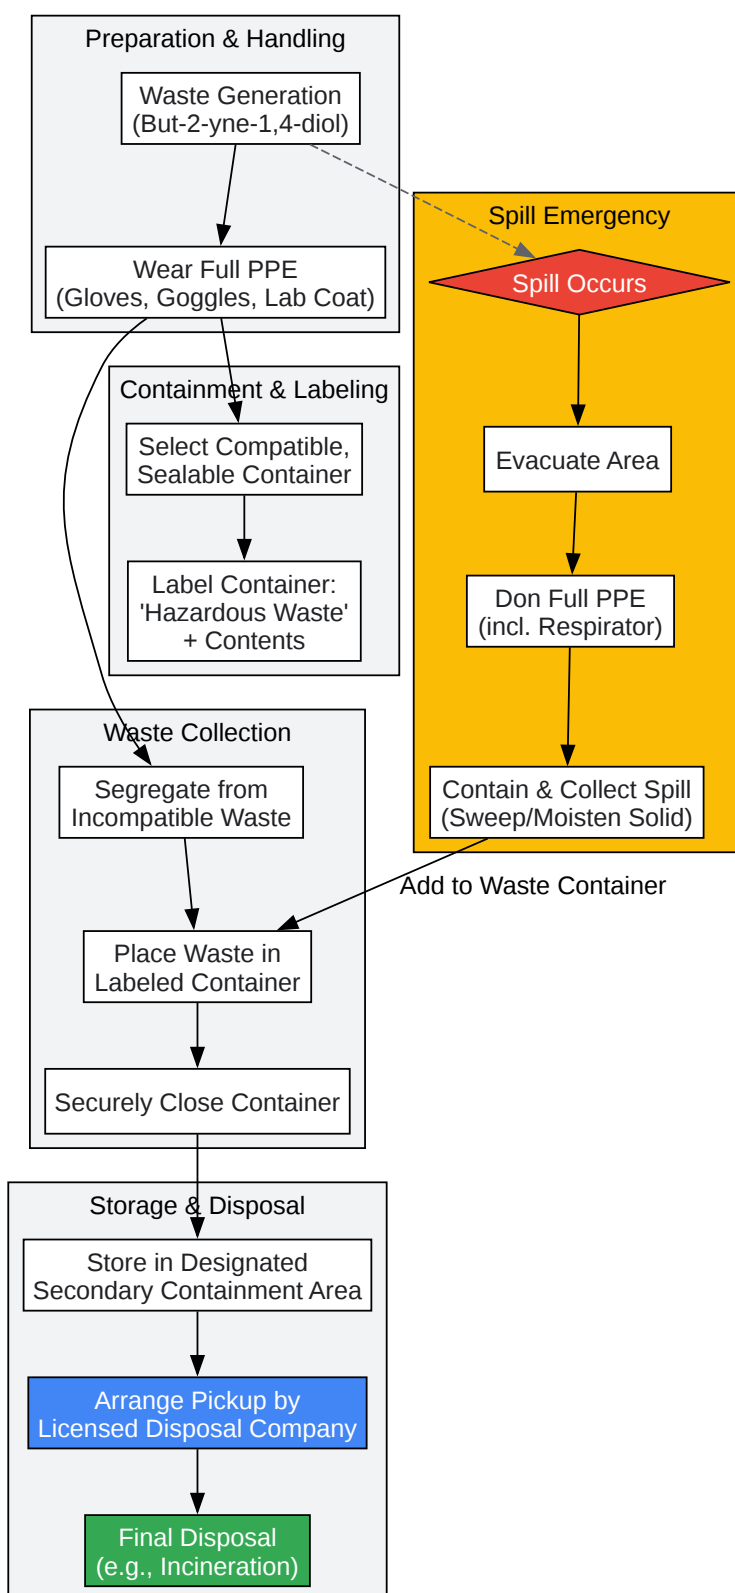 Preparation & Handling
Waste Generation
(But-2-yne-1,4-diol)
Wear Full PPE
(Gloves, Goggles, Lab Coat)
Containment & Labeling
Select Compatible,
Sealable Container
Label Container:
'Hazardous Waste'
+ Contents
Spill Emergency
Spill Occurs
Evacuate Area
Don Full PPE
(incl. Respirator)
Contain & Collect Spill
(Sweep/Moisten Solid)
Add to Waste Container
Waste Collection
Segregate from
Incompatible Waste
Place Waste in
Labeled Container
Securely Close Container
Storage & Disposal
Store in Designated
Secondary Containment Area
Arrange Pickup by
Licensed Disposal Company
Final Disposal
(e.g., Incineration)